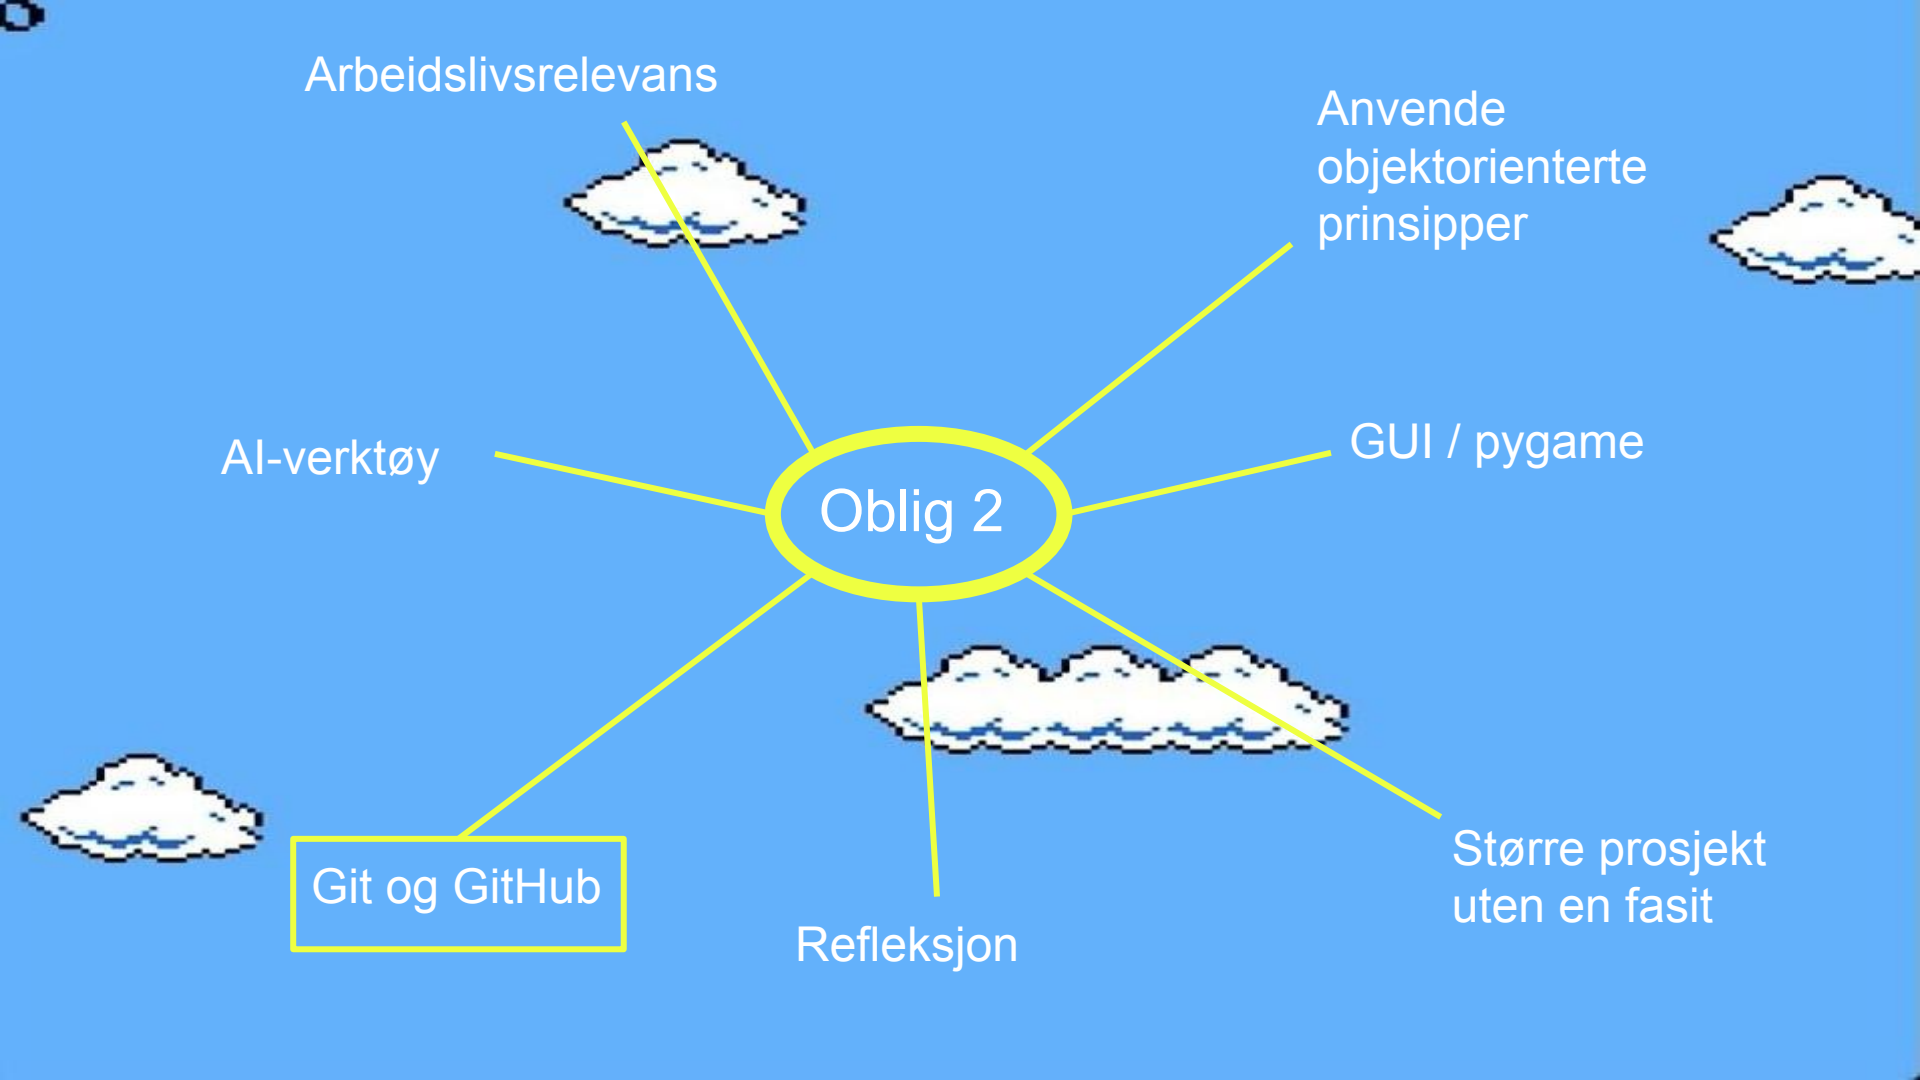 Arbeidslivsrelevans
Anvende
objektorienterte
prinsipper
AI-verktøy
GUI / pygame
Oblig 2
Git og GitHub
Refleksjon
Større prosjekt
uten en fasit